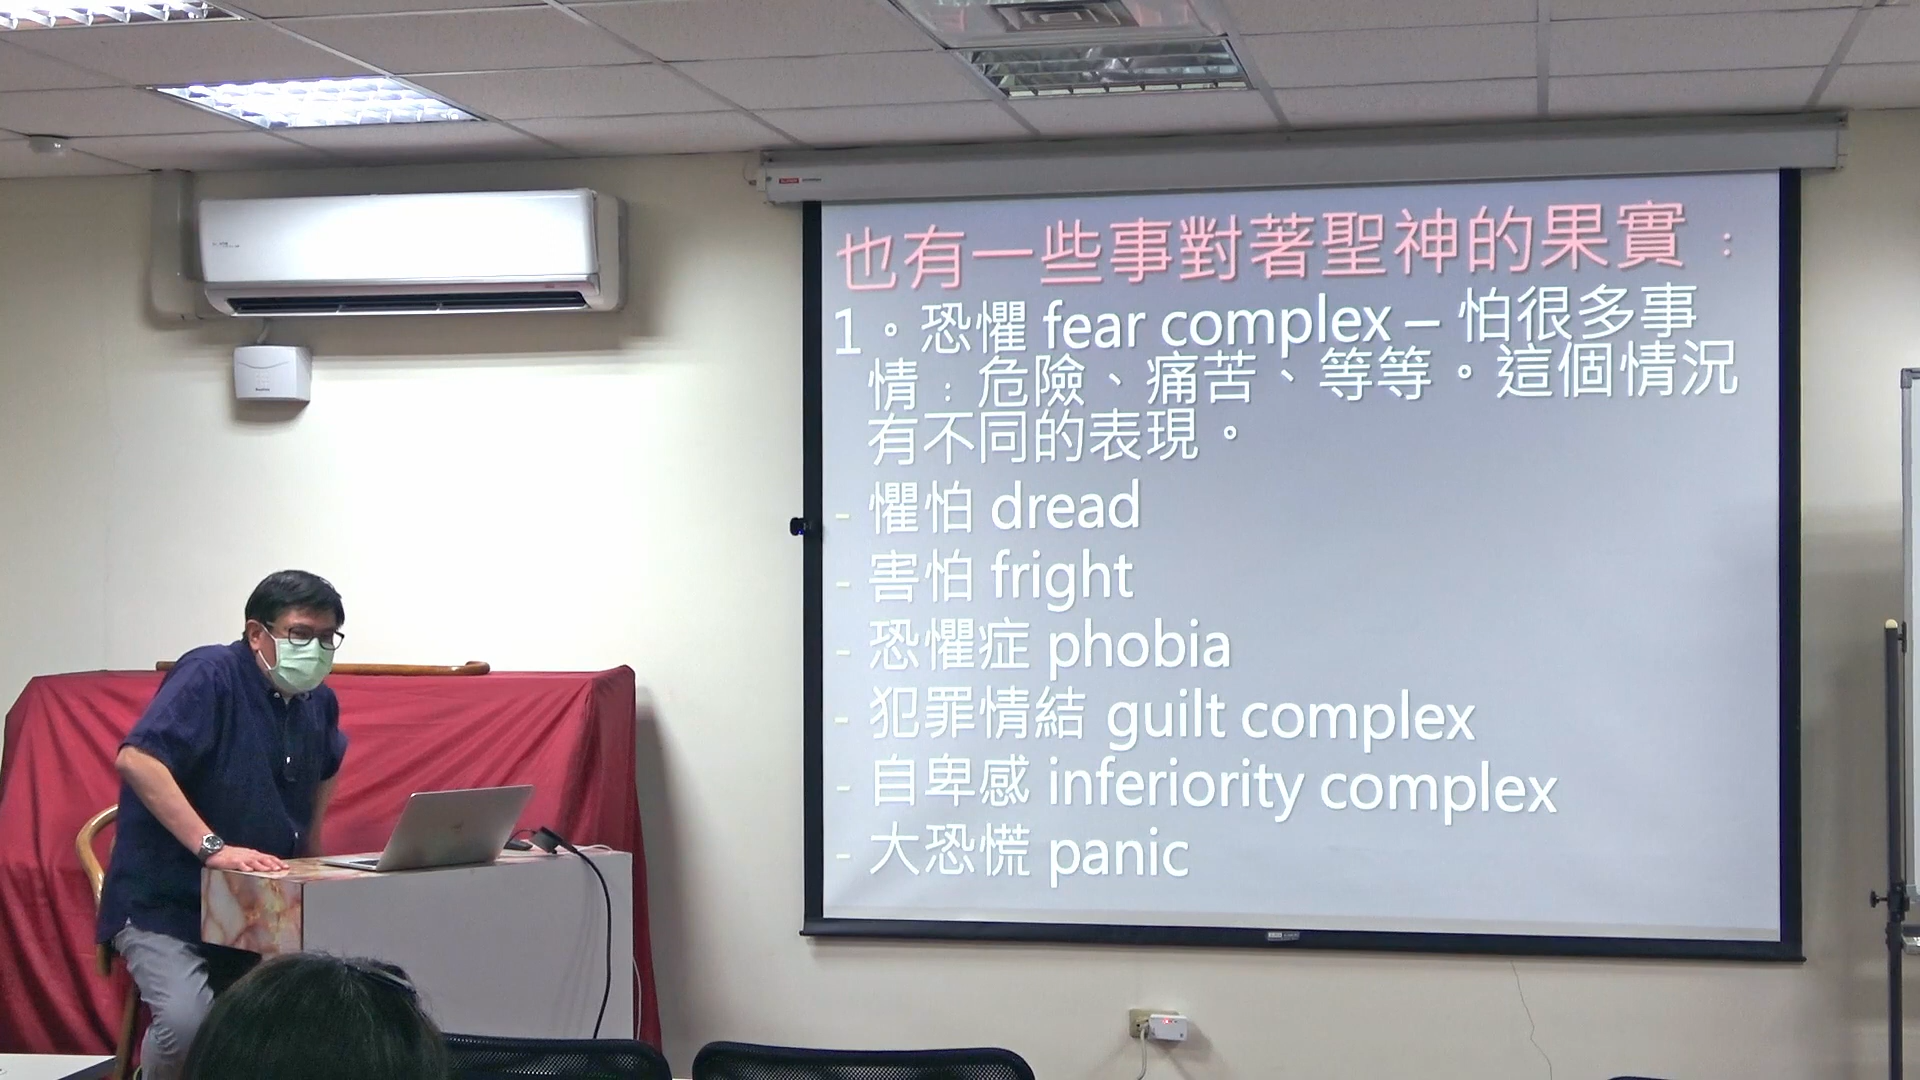 也有一些事對著聖神的果實：
1。恐懼 fear complex – 怕很多事
情：危險、痛苦、等等。這個情況
有不同的表現。
- 懼怕 dread
- 害怕 fright
- 恐懼症 phobia
- 犯罪情結 guilt complex
- 自卑感 inferiority complex
- 大恐慌 panic